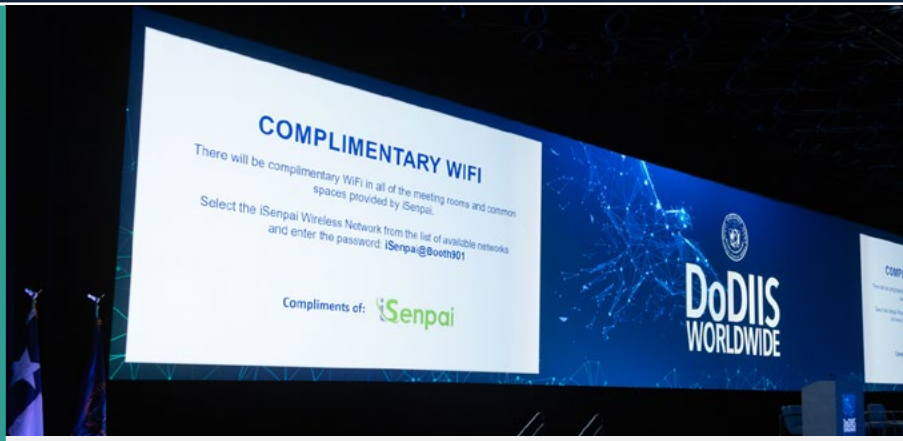 COMPLIMENTARY WIFI
There will be complimentary WiFi in all of the meeting rooms and common
spaces provided by iSenpai.
Select the iSenpai Wireless Network from the list of available networks
and enter the password: iSenpai@Booth901
Compliments of: iSenpai
DoDIIS
WORLDWIDE